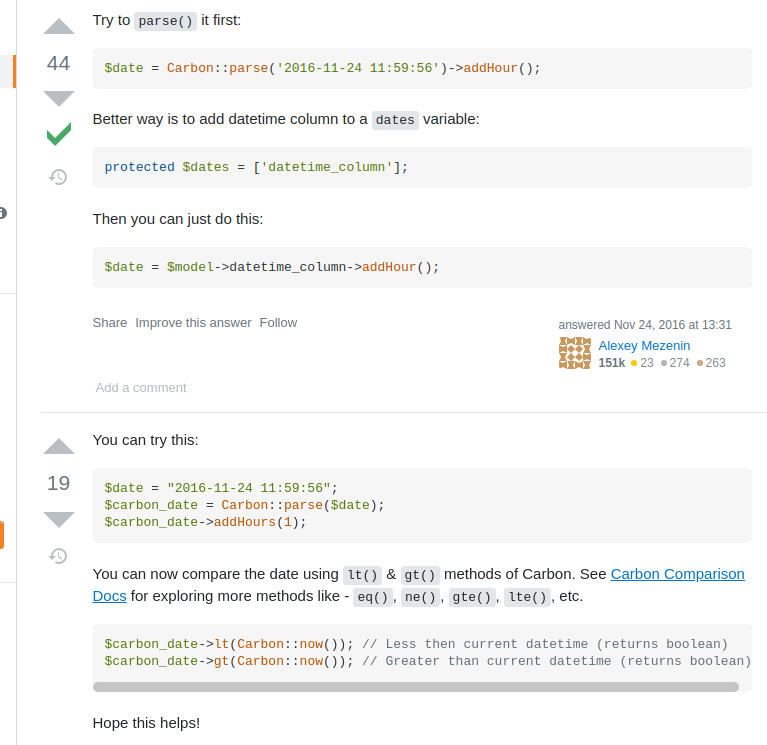 Try to parse() it first:
44
$date = Carbon::parse('2016-11-24 11:59:56')->addHour();
Better way is to add datetime column to a dates variable:
protected $dates = ['datetime_column'];
Then you can just do this:
$date = $model->datetime_column->addHour();
Share Improve this answer Follow
answered Nov 24, 2016 at 13:31
Alexey Mezenin
151k 23 274 263
Add a comment
You can try this:
19
$date = "2016-11-24 11:59:56";
$carbon_date = Carbon::parse($date);
$carbon_date->addHours(1);
You can now compare the date using lt() & gt() methods of Carbon. See Carbon Comparison
Docs for exploring more methods like - eq(), ne(), gte(), lte(), etc.
$carbon_date->lt(Carbon::now()); // Less then current datetime (returns boolean)
$carbon_date->gt(Carbon::now()); // Greater than current datetime (returns boolean)
Hope this helps!